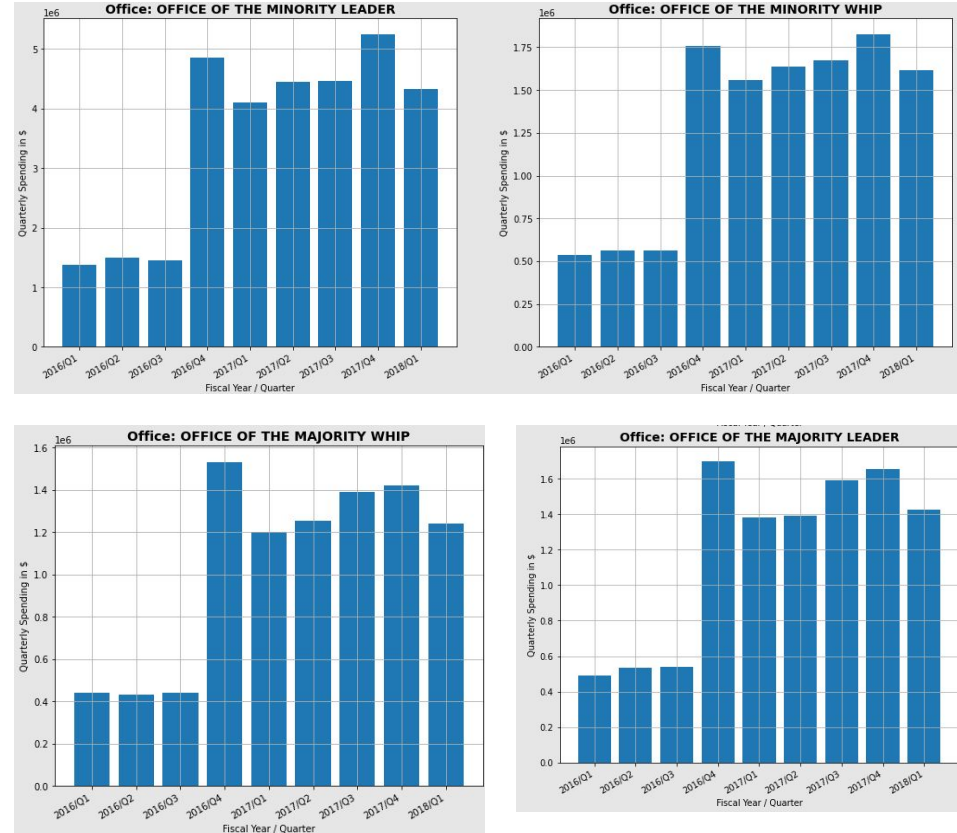 Office: OFFICE OF THE MINORITY LEADER
1e6
5
4
3
2
1
0
Quarterly Spending in $
2016/Q1
2016/Q2
2016/Q3
2016/Q4
2017/Q1
2017/Q2
2017/Q3
2017/Q4
2018/Q1
Fiscal Year / Quarter
Office: OFFICE OF THE MINORITY WHIP
1e6
1.75
1.50
1.25
1.00
0.75
0.50
0.25
0.00
Quarterly Spending in $
2016/Q1
2016/Q2
2016/Q3
2016/Q4
2017/Q1
2017/Q2
2017/Q3
2017/Q4
2018/Q1
Fiscal Year / Quarter
Office: OFFICE OF THE MAJORITY WHIP
1e6
1.6
1.4
1.2
1.0
0.8
0.6
0.4
0.2
0.0
Quarterly Spending in $
2016/Q1
2016/Q2
2016/Q3
2016/Q4
2017/Q1
2017/Q2
2017/Q3
2017/Q4
2018/Q1
Fiscal Year / Quarter
Office: OFFICE OF THE MAJORITY LEADER
1e6
1.6
1.4
1.2
1.0
0.8
0.6
0.4
0.2
0.0
Quarterly Spending in $
2016/Q1
2016/Q2
2016/Q3
2016/Q4
2017/Q1
2017/Q2
2017/Q3
2017/Q4
2018/Q1
Fiscal Year / Quarter